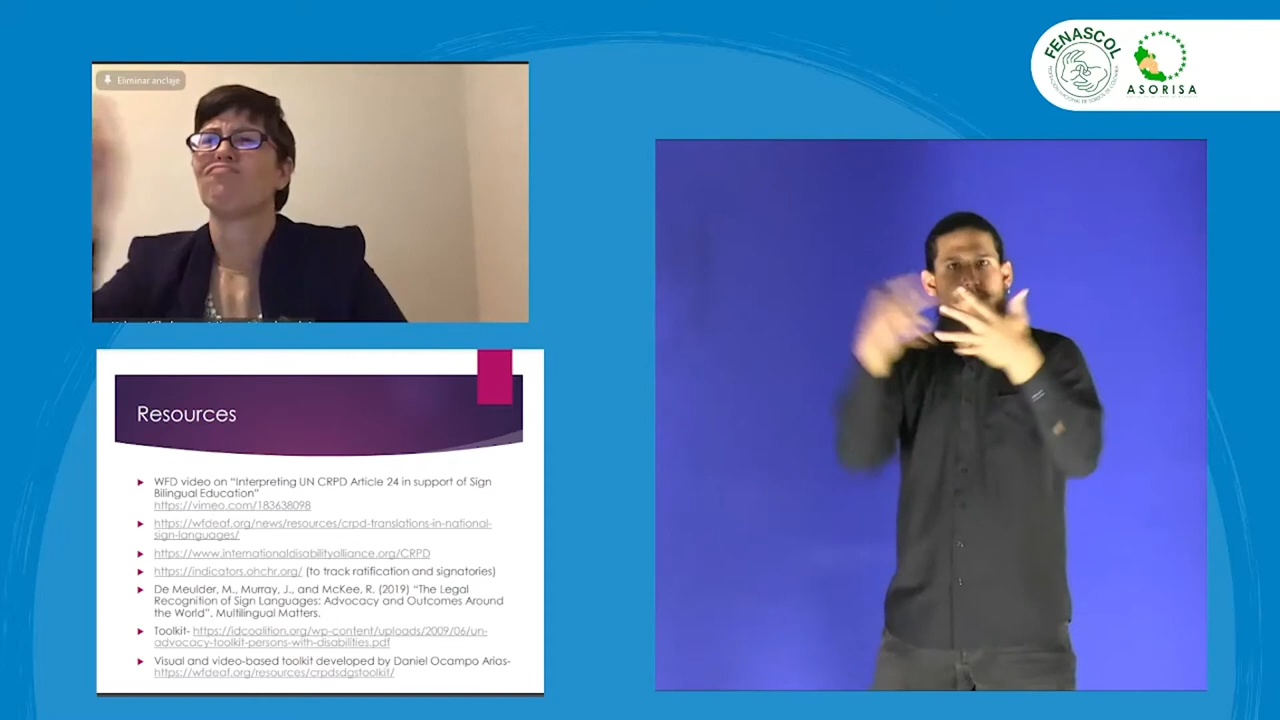 Eliminar anclaje
FENASCOL
ASORISA
Resources
WFD video on “Interpreting UN CRPD Article 24 in support of Sign
Bilingual Education”
https://vimeo.com/183638098
https://wfdeaf.org/news/resources/crpd-translations-in-national-
sign-languages/
https://www.internationaldisabilityalliance.org/CRPD
https://indicators.ohchr.org/ (to track ratification and signatories)
De Meulder, M., Murray, J., and McKee, R. (2019) “The Legal
Recognition of Sign Languages: Advocacy and Outcomes Around
the World”. Multilingual Matters.
Toolkit- https://idcoalition.org/wp-content/uploads/2009/06/un-
advocacy-toolkit-persons-with-disabilities.pdf
Visual and video-based toolkit developed by Daniel Ocampo Arias-
https://wfdeaf.org/resources/crpdsdgstoolkit/